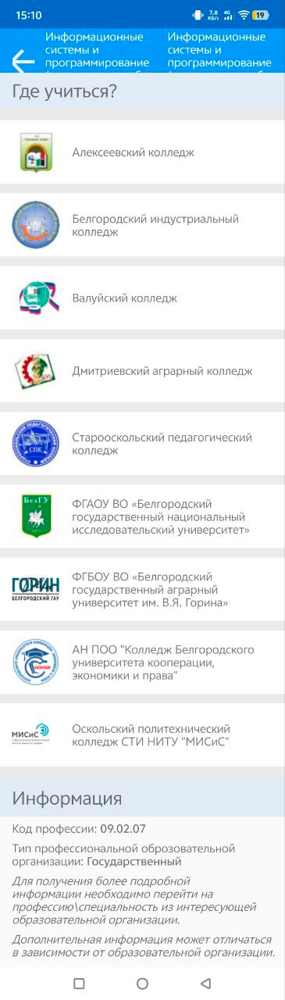 15:10
7,8
КБ/с
4G
19
Информационные
системы и
программирование
Информационные
системы и
программирование
Где учиться?
Алексеевский колледж
Белгородский индустриальный
колледж
Валуйский колледж
Дмитриевский аграрный колледж
СПК
Старооскольский педагогический
колледж
БелГУ
1876
ФГАОУ ВО «Белгородский
государственный национальный
исследовательский университет»
ГОРИН
БЕЛГОРОДСКИЙ ГАУ
ФГБОУ ВО «Белгородский
государственный аграрный
университет им. В.Я. Горина»
АН ПОО "Колледж Белгородского
университета кооперации,
экономики и права"
МИСиС
Оскольский политехнический
колледж СТИ НИТУ "МИСиС"
Информация
Код профессии: 09.02.07
Тип профессиональной оброзовательной
организации: Государственный
Для получения более подробной
информации необходимо перейти на
профессию\специальность из интересующей
образовательной организации.
Дополнительная информация может отличаться
в зависимости от образовательной организации.